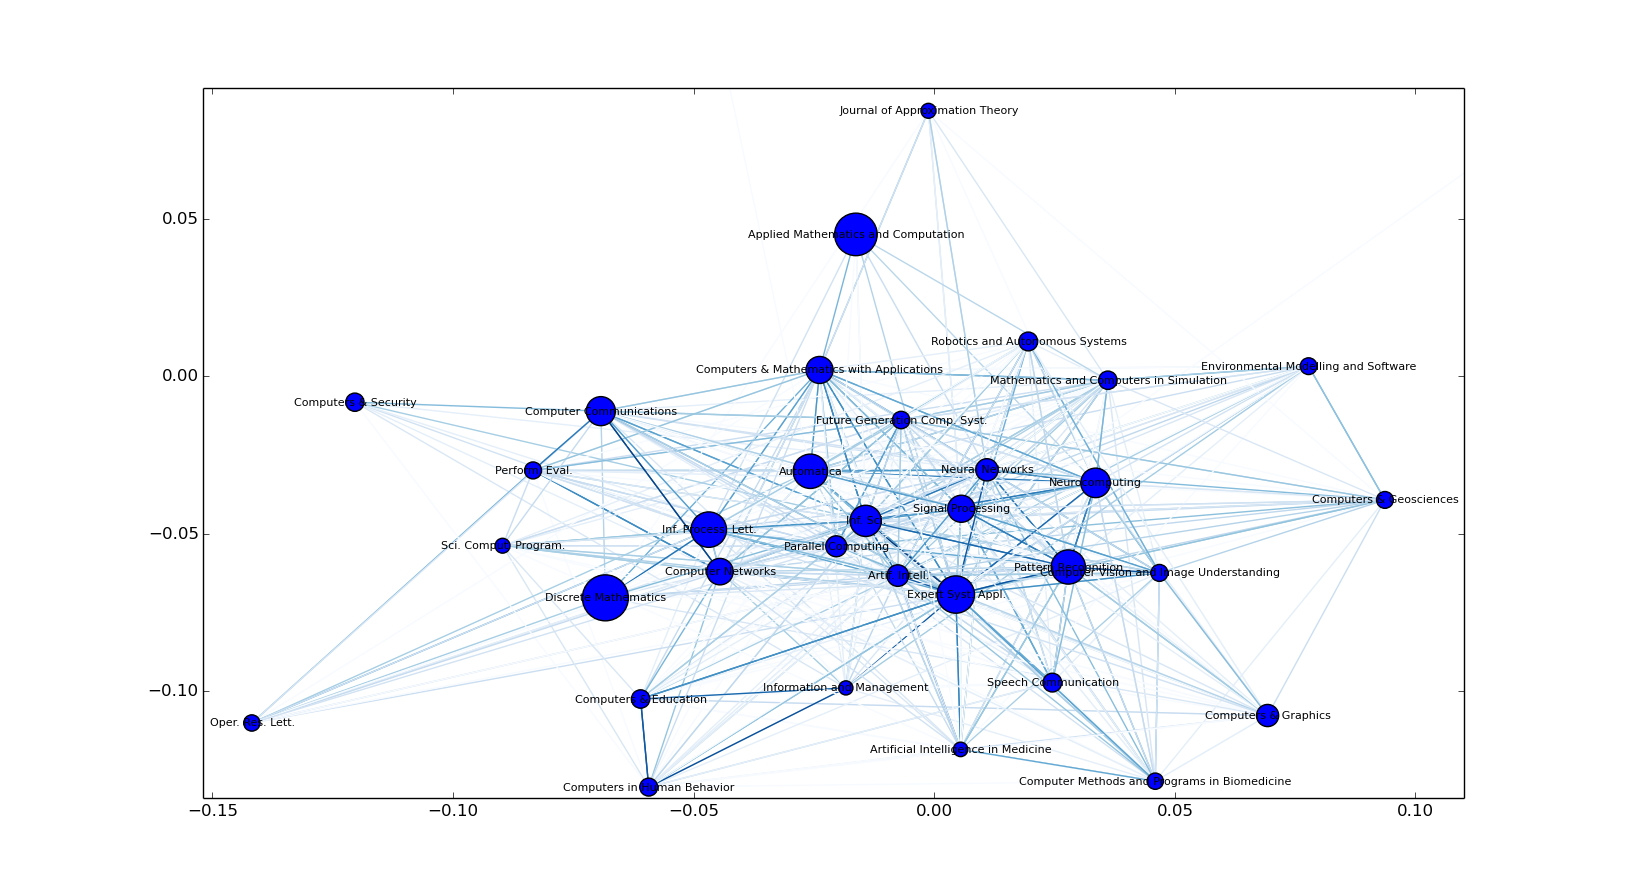 Journal of Approximation Theory
0.05
Applied Mathematics and Computation
Robotics and Autonomous Systems
0.00
Computers & Mathematics with Applications
Environmental Modelling and Software
Mathematics and Computers in Simulation
Computers & Security
Computer Communications
Future Generation Comp. Syst.
Perform. Eval.
Automatica
Neural Networks
Neurocomputing
Computers & Geosciences
Signal Processing
Inf. Process. Lett.
Inf. Sci.
−0.05
Sci. Comput. Program.
Parallel Computing
Computer Networks
Artif. Intell.
Pattern Recognition
Computer Vision and Image Understanding
Discrete Mathematics
Expert Syst. Appl.
−0.10
Information and Management
Speech Communication
Computers & Education
Computers & Graphics
Oper. Res. Lett.
Artificial Intelligence in Medicine
Computers in Human Behavior
Computer Methods and Programs in Biomedicine
−0.15
−0.10
−0.05
0.00
0.05
0.10